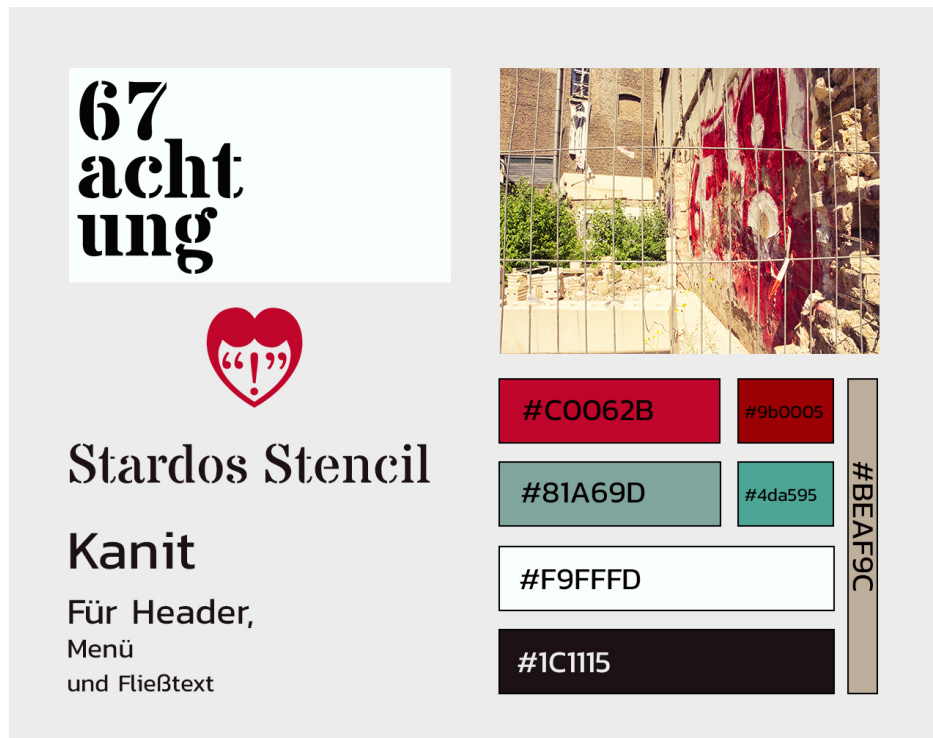 67
acht
ung
“!”
Stardos Stencil
Kanit
Für Header,
Menü
und Fließtext
#C0062B
#9b0005
#81A69D
#4da595
#BEAF9C
#F9FFFD
#1C1115